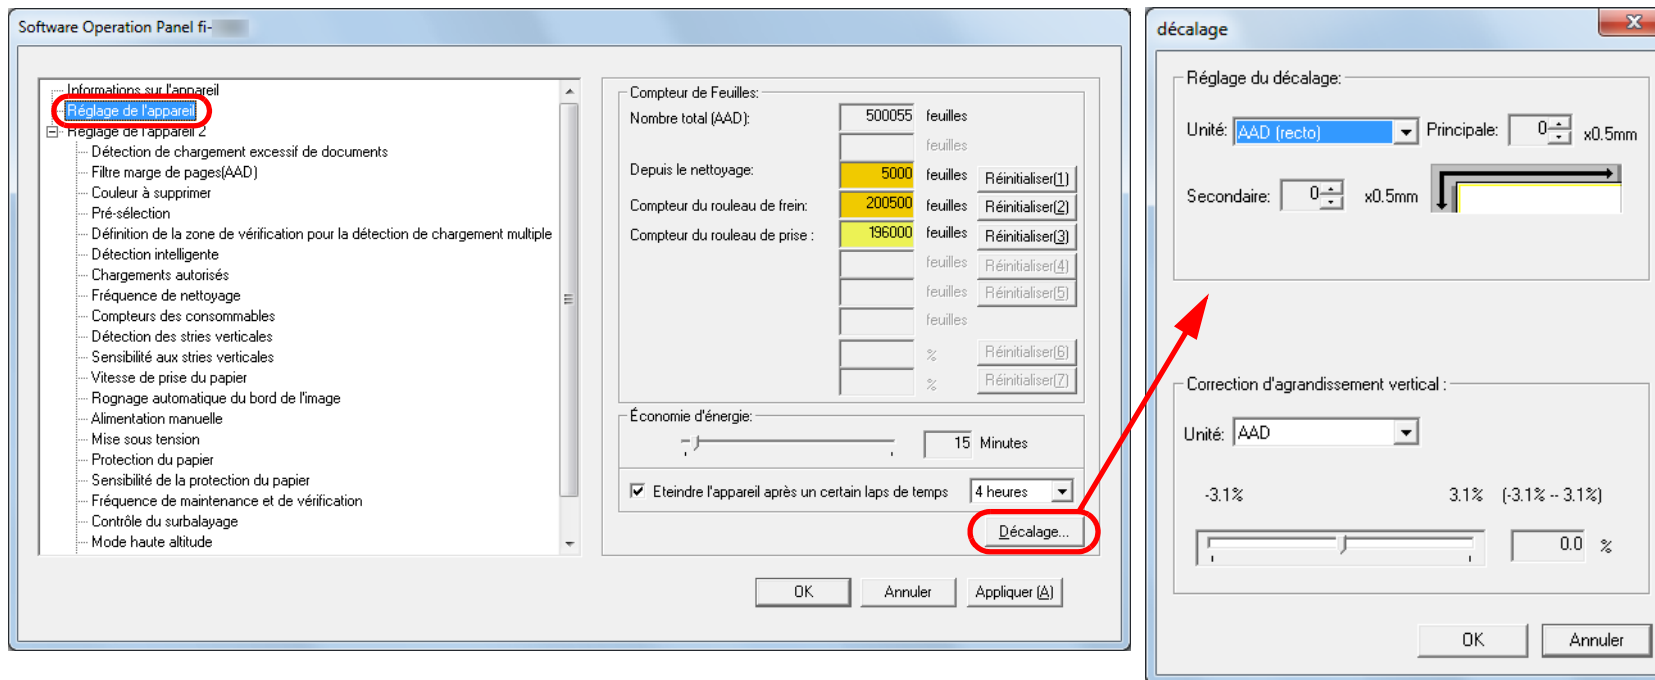 Software Operation Panel fi-
Informations sur l'appareil
Réglage de l'appareil
Réglage de l'appareil 2
Détection de chargement excessif de documents
Filtre marge de pages(AAD)
Couleur à supprimer
Pré-sélection
Définition de la zone de vérification pour la détection de chargement multiple
Détection intelligente
Chargements autorisés
Fréquence de nettoyage
Compteurs des consommables
Détection des stries verticales
Sensibilité aux stries verticales
Vitesse de prise du papier
Rognage automatique du bord de l'image
Alimentation manuelle
Mise sous tension
Protection du papier
Sensibilité de la protection du papier
Fréquence de maintenance et de vérification
Contrôle du surbalayage
Mode haute altitude
Compteur de Feuilles:
Nombre total (AAD): 500055 feuilles
feuilles
Depuis le nettoyage: 5000 feuilles Réinitialiser(1)
Compteur du rouleau de frein: 200500 feuilles Réinitialiser(2)
Compteur du rouleau de prise : 196000 feuilles Réinitialiser(3)
feuilles Réinitialiser(4)
feuilles Réinitialiser(5)
feuilles
% Réinitialiser(6)
% Réinitialiser(7)
Économie d'énergie:
15 Minutes
Eteindre l'appareil après un certain laps de temps 4 heures
Décalage...
OK Annuler Appliquer (A)
décalage
Réglage du décalage:
Unité: AAD (recto) Principale: 0 x0.5mm
Secondaire: 0 x0.5mm
Correction d'agrandissement vertical :
Unité: AAD
-3.1% 3.1% (-3.1% -- 3.1%)
0.0 %
OK Annuler